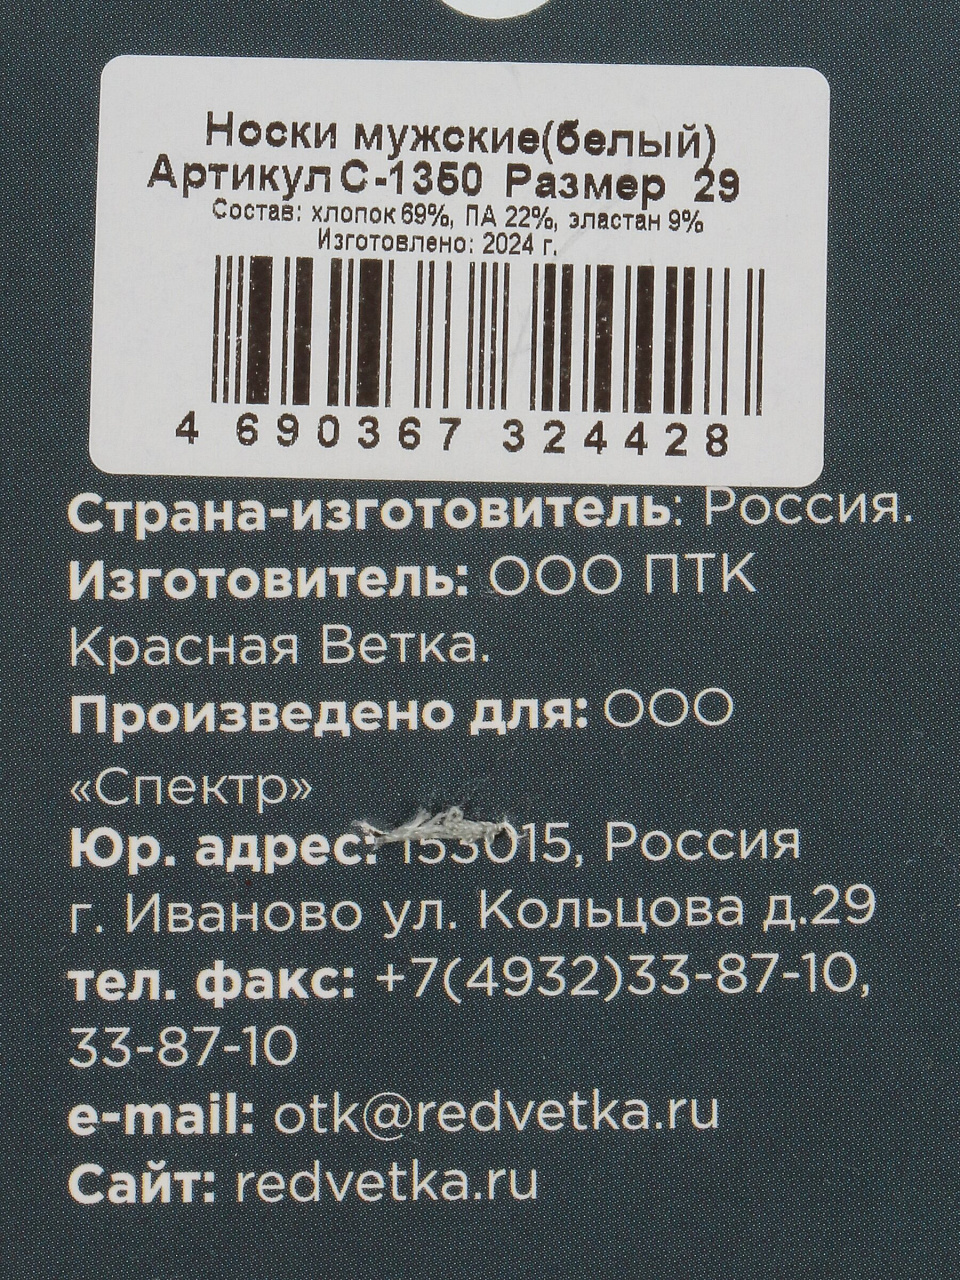 Носки мужские(белый)
Артикул С-1350 Размер 29
Состав: хлопок 69%, ПА 22%, эластан 9%
Изготовлено: 2024 г.
4 690367 324428
Страна-изготовитель: Россия.
Изготовитель: ООО ПТК
Красная Ветка.
Произведено для: ООО
«Спектр»
Юр. адрес: 153015, Россия
г. Иваново ул. Кольцова д.29
тел. факс: +7(4932)33-87-10,
33-87-10
e-mail: otk@redvetka.ru
Сайт: redvetka.ru